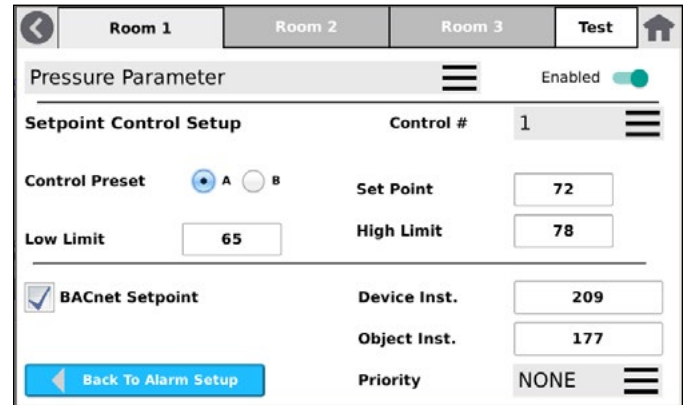 Room 1 Room 2 Room 3 Test
Pressure Parameter Enabled
Setpoint Control Setup Control # 1
Control Preset A B Set Point 72
Low Limit 65 High Limit 78
BACnet Setpoint Device Inst. 209
Object Inst. 177
Back To Alarm Setup Priority NONE